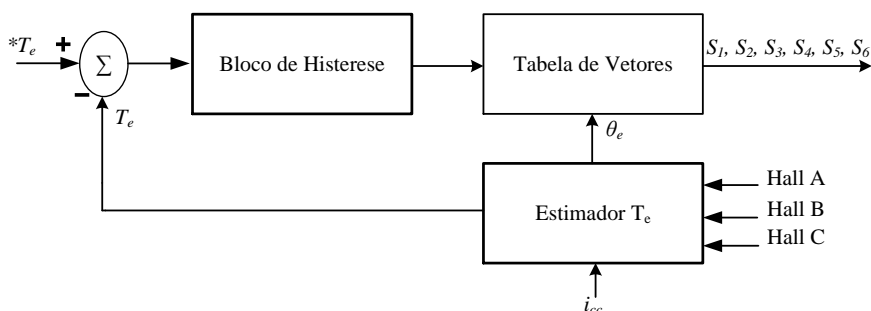 *Te + Σ Bloco de Histerese Tabela de Vetores S1, S2, S3, S4, S5, S6
−
Te θe
Hall A
Estimador Te Hall B
Hall C
icc